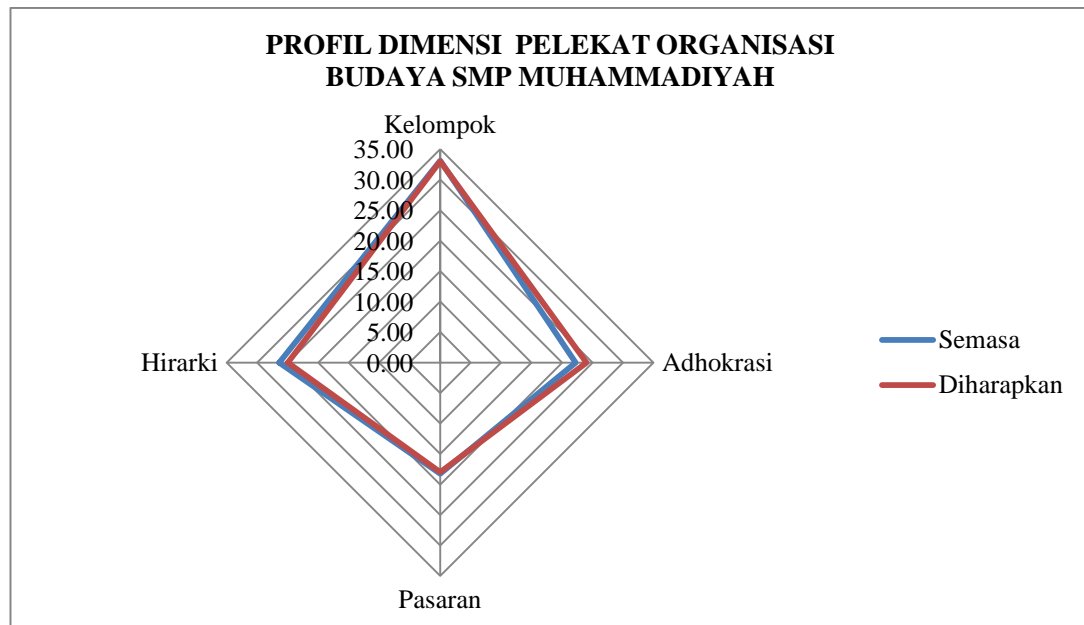 PROFIL DIMENSI PELEKAT ORGANISASI
BUDAYA SMP MUHAMMADIYAH
Kelompok
35.00
30.00
25.00
20.00
15.00
10.00
5.00
0.00
Hirarki
Adhokrasi
Pasaran
Semasa
Diharapkan